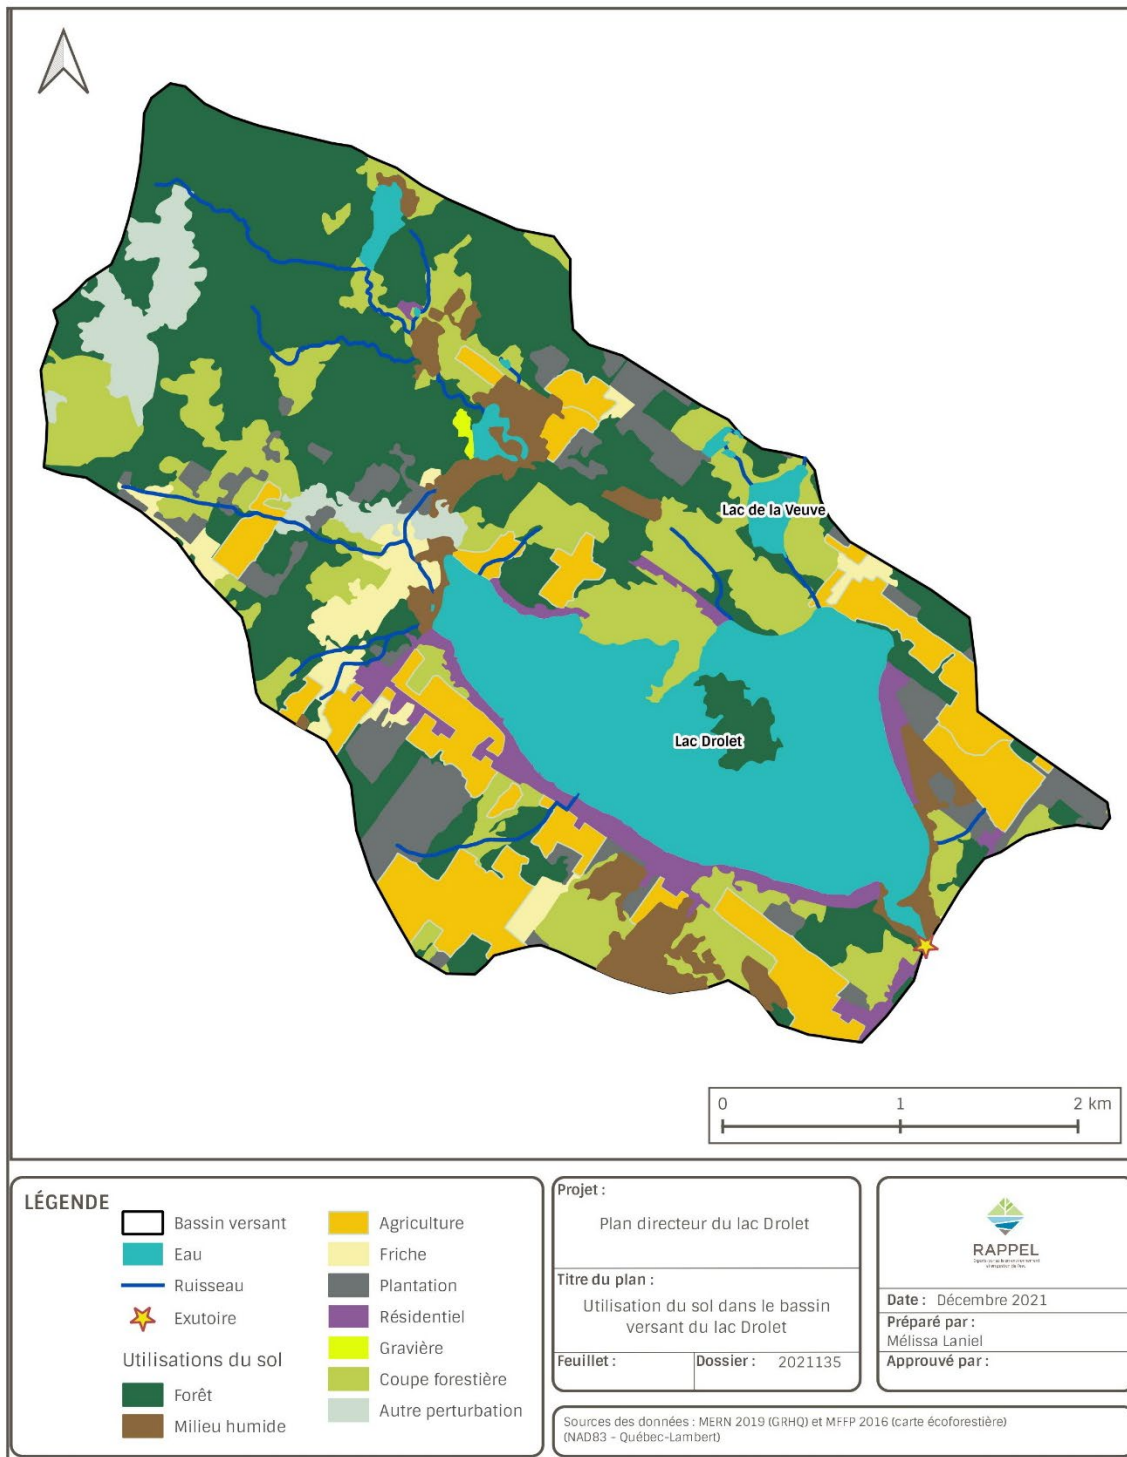 Lac de la Veuve
Lac Drolet
0 1 2 km
LÉGENDE
Bassin versant
Eau
Ruisseau
Exutoire
Utilisations du sol
Forêt
Milieu humide
Agriculture
Friche
Plantation
Résidentiel
Gravière
Coupe forestière
Autre perturbation
Projet :
Plan directeur du lac Drolet
Titre du plan :
Utilisation du sol dans le bassin
versant du lac Drolet
Feuillet :
Dossier : 2021135
RAPPEL
Date : Décembre 2021
Préparé par :
Mélissa Laniel
Approuvé par :
Sources des données : MERN 2019 (GRHQ) et MFFP 2016 (carte écoforestière)
(NAD83 - Québec-Lambert)